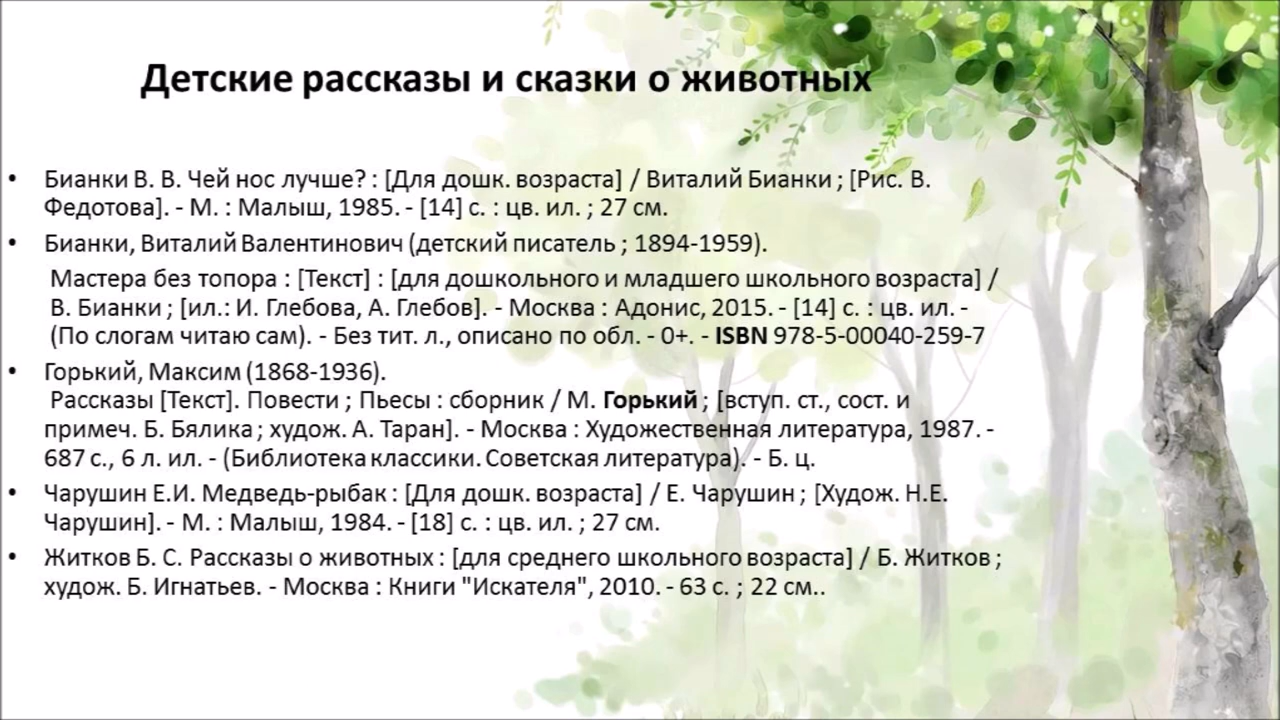 Детские рассказы и сказки о животных
• Бианки В. В. Чей нос лучше? : [Для дошк. возраста] / Виталий Бианки ; [Рис. В.
Федотова]. - М. : Малыш, 1985. - [14] с. : цв. ил. ; 27 см.
• Бианки, Виталий Валентинович (детский писатель ; 1894-1959).
Мастера без топора : [Текст] : [для дошкольного и младшего школьного возраста] /
В. Бианки ; [ил.: И. Глебова, А. Глебов]. - Москва : Адонис, 2015. - [14] с. : цв. ил. -
(По слогам читаю сам). - Без тит. л., описано по обл. - 0+. - ISBN 978-5-00040-259-7
• Горький, Максим (1868-1936).
Рассказы [Текст]. Повести ; Пьесы : сборник / М. Горький ; [вступ. ст., сост. и
примеч. Б. Бялика ; худож. А. Таран]. - Москва : Художественная литература, 1987. -
687 с., 6 л. ил. - (Библиотека классики. Советская литература). - Б. ц.
• Чарушин Е.И. Медведь-рыбак : [Для дошк. возраста] / Е. Чарушин ; [Худож. Н.Е.
Чарушин]. - М. : Малыш, 1984. - [18] с. : цв. ил. ; 27 см.
• Житков Б. С. Рассказы о животных : [для среднего школьного возраста] / Б. Житков ;
худож. Б. Игнатьев. - Москва : Книги "Искателя", 2010. - 63 с. ; 22 см..